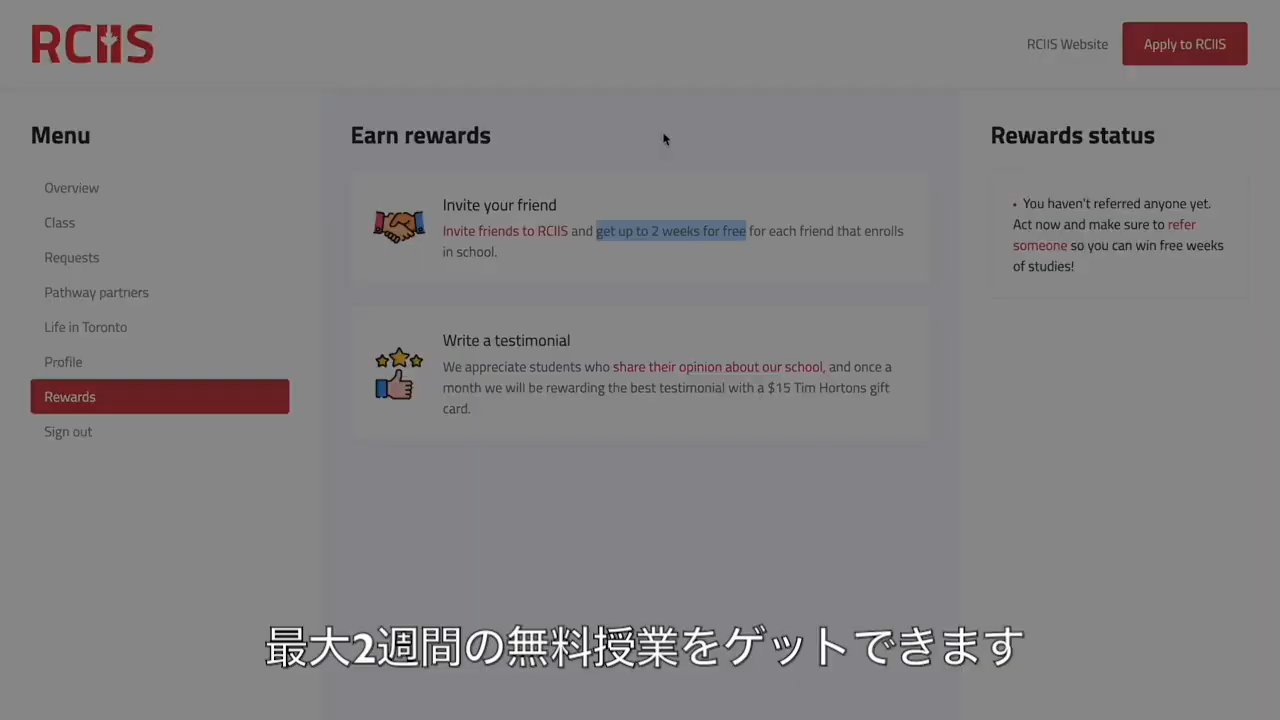 RCIIS
RCIIS Website
Apply to RCIIS
Menu
Overview
Class
Requests
Pathway partners
Life in Toronto
Profile
Rewards
Sign out
Earn rewards
Invite your friend
Invite friends to RCIIS and get up to 2 weeks for free for each friend that enrolls
in school.
Write a testimonial
We appreciate students who share their opinion about our school, and once a
month we will be rewarding the best testimonial with a $15 Tim Hortons gift
card.
Rewards status
• You haven't referred anyone yet.
Act now and make sure to refer
someone so you can win free weeks
of studies!
最大2週間の無料授業をゲットできます